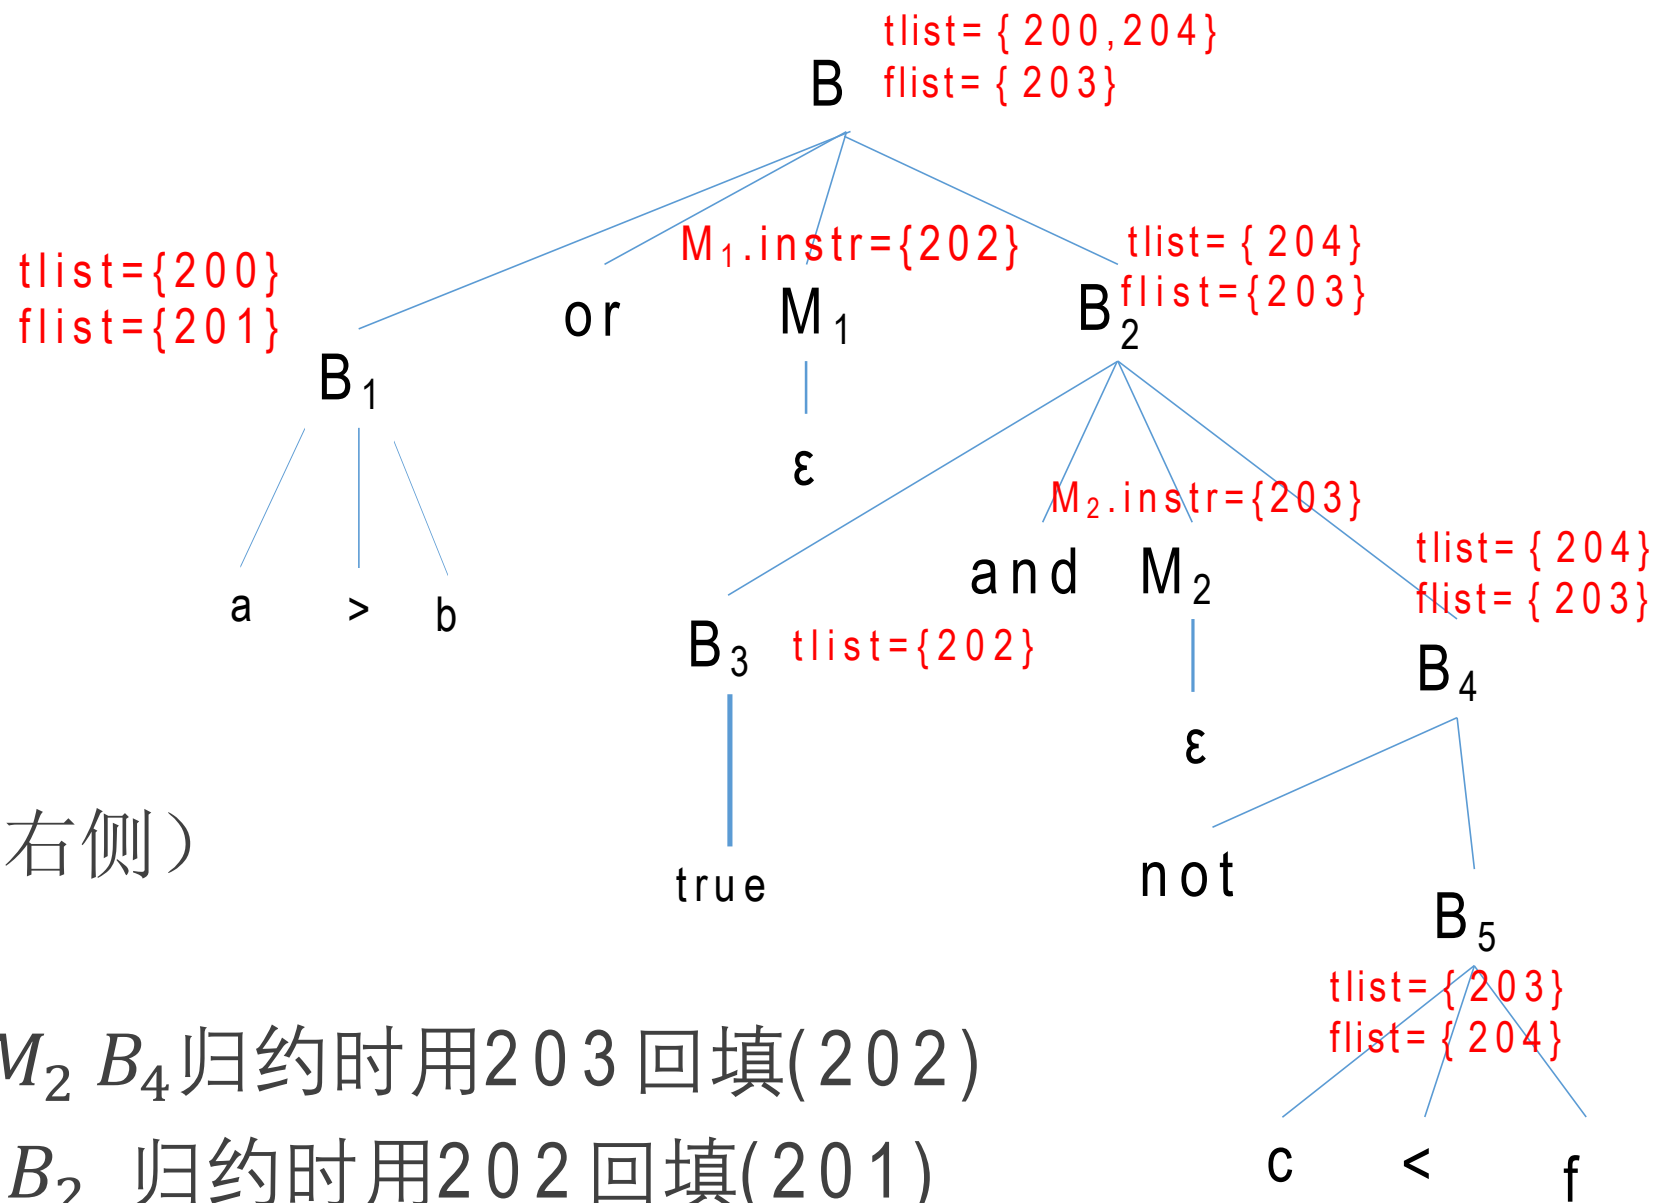 tlist={200,204}
B flist={203}
M₁.instr={202} tlist={204}
tlist={200} flist={203}
flist={201} or M₁ B₂
B₁
ε
a > b M₂.instr={203}
and M₂ tlist={204}
flist={203}
B₃ tlist={202} B₄
ε
右侧）
true not
B₅
tlist={203}
flist={204}
M₂ B₄归约时用203回填(202)
c < f
B₂ 归约时用202回填(201)